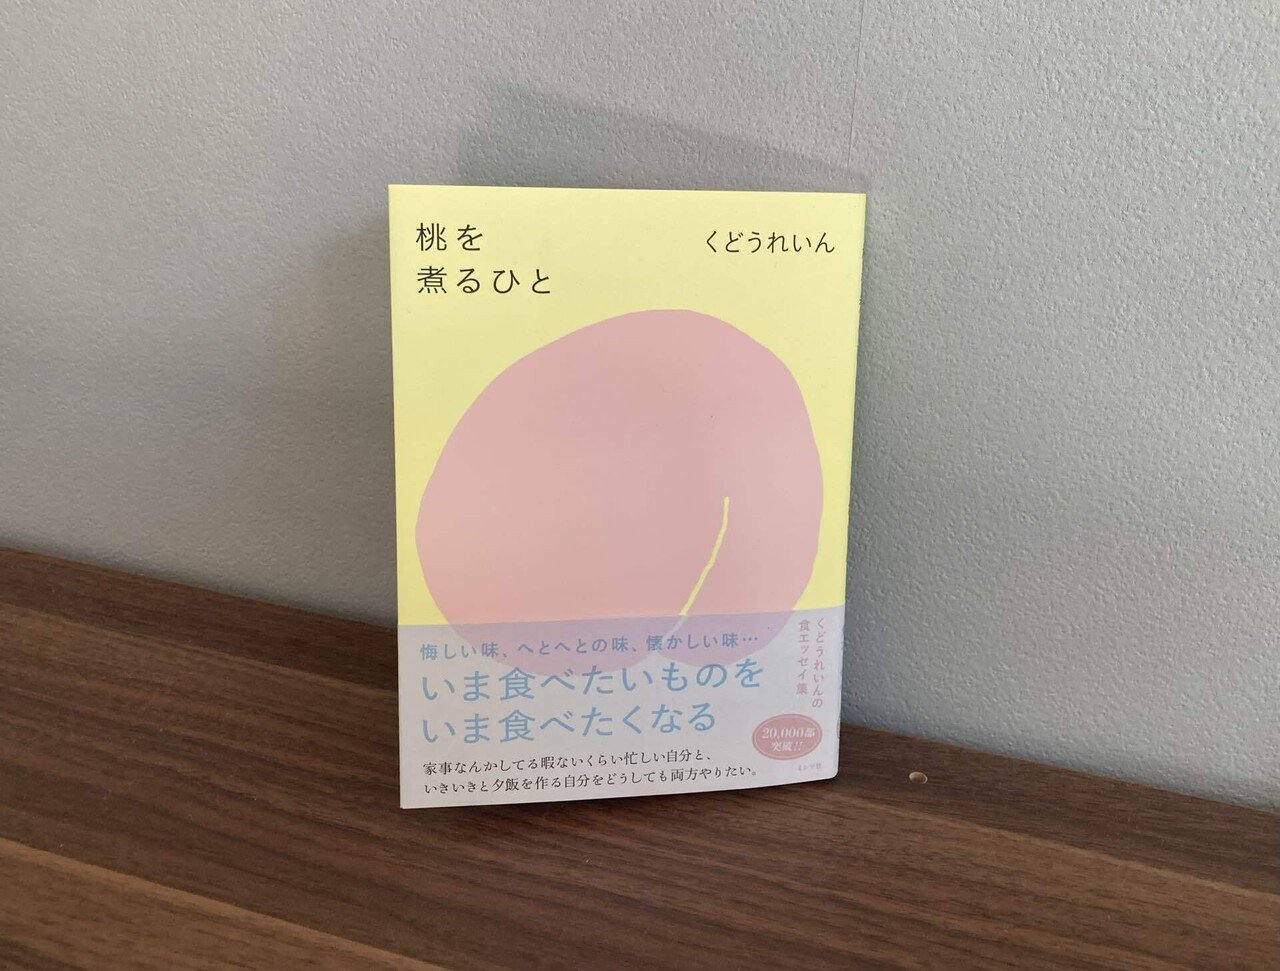 桃を
煮るひと
くどうれいん
悔しい味、へとへとの味、懐かしい味…
いま食べたいものを
いま食べたくなる
家事なんかしてる暇ないくらい忙しい自分と、
いきいきと夕飯を作る自分をどうしても両方やりたい。
くどうれいんの
食エッセイ集
20,000部
突破!!
ミシマ社